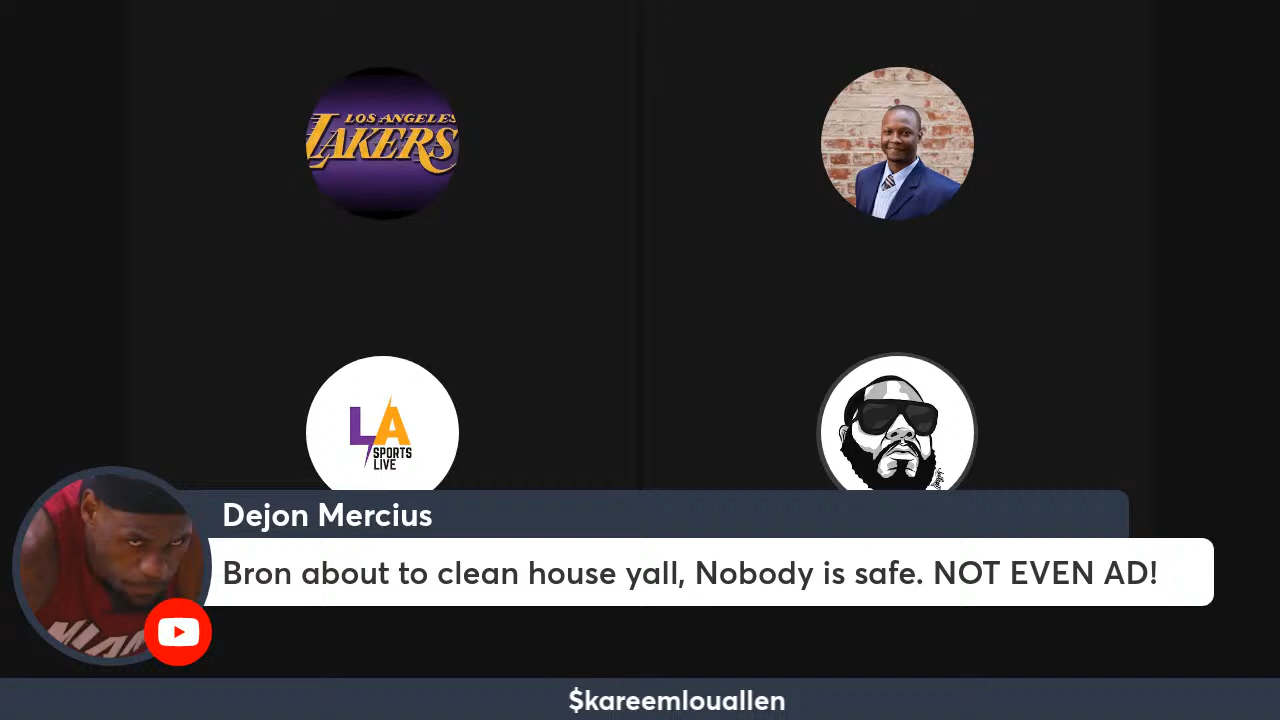 LOS ANGELES
LAKERS
LA
SPORTS
LIVE
Dejon Mercius
Bron about to clean house yall, Nobody is safe. NOT EVEN AD!
MIAM
$kareemlouallen